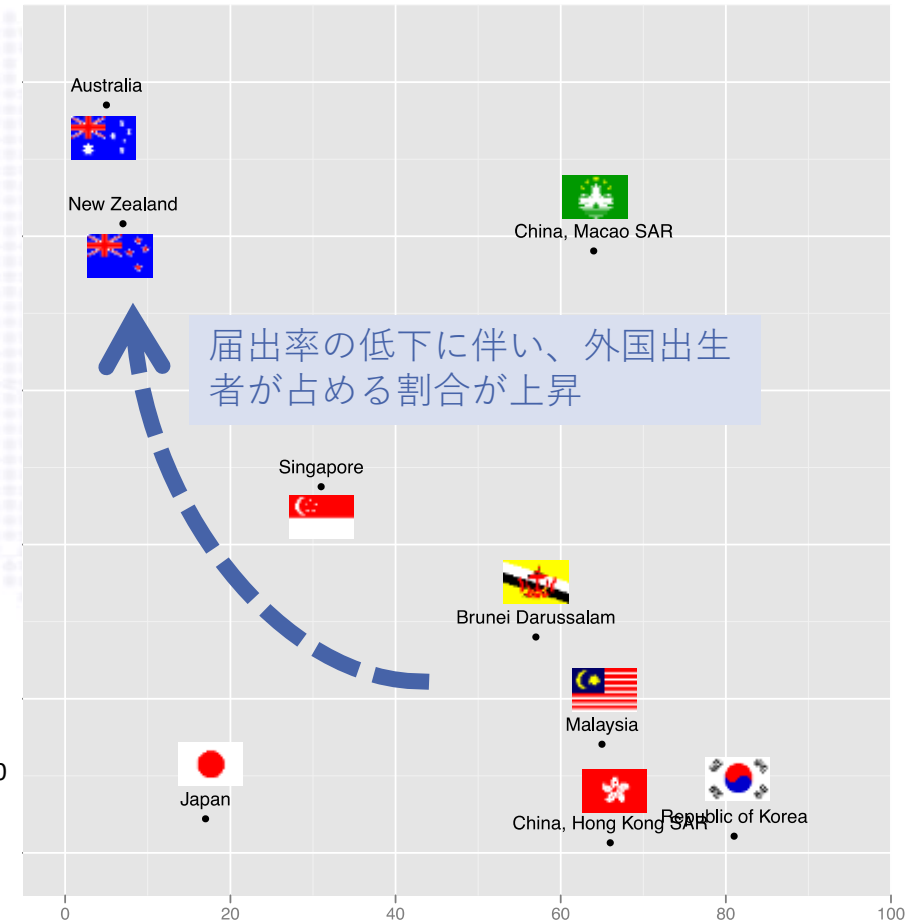 Australia
New Zealand
China, Macao SAR
届出率の低下に伴い、外国出生
者が占める割合が上昇
Singapore
Brunei Darussalam
Malaysia
0
Japan
China, Hong Kong SAR
Republic of Korea
0 20 40 60 80 100